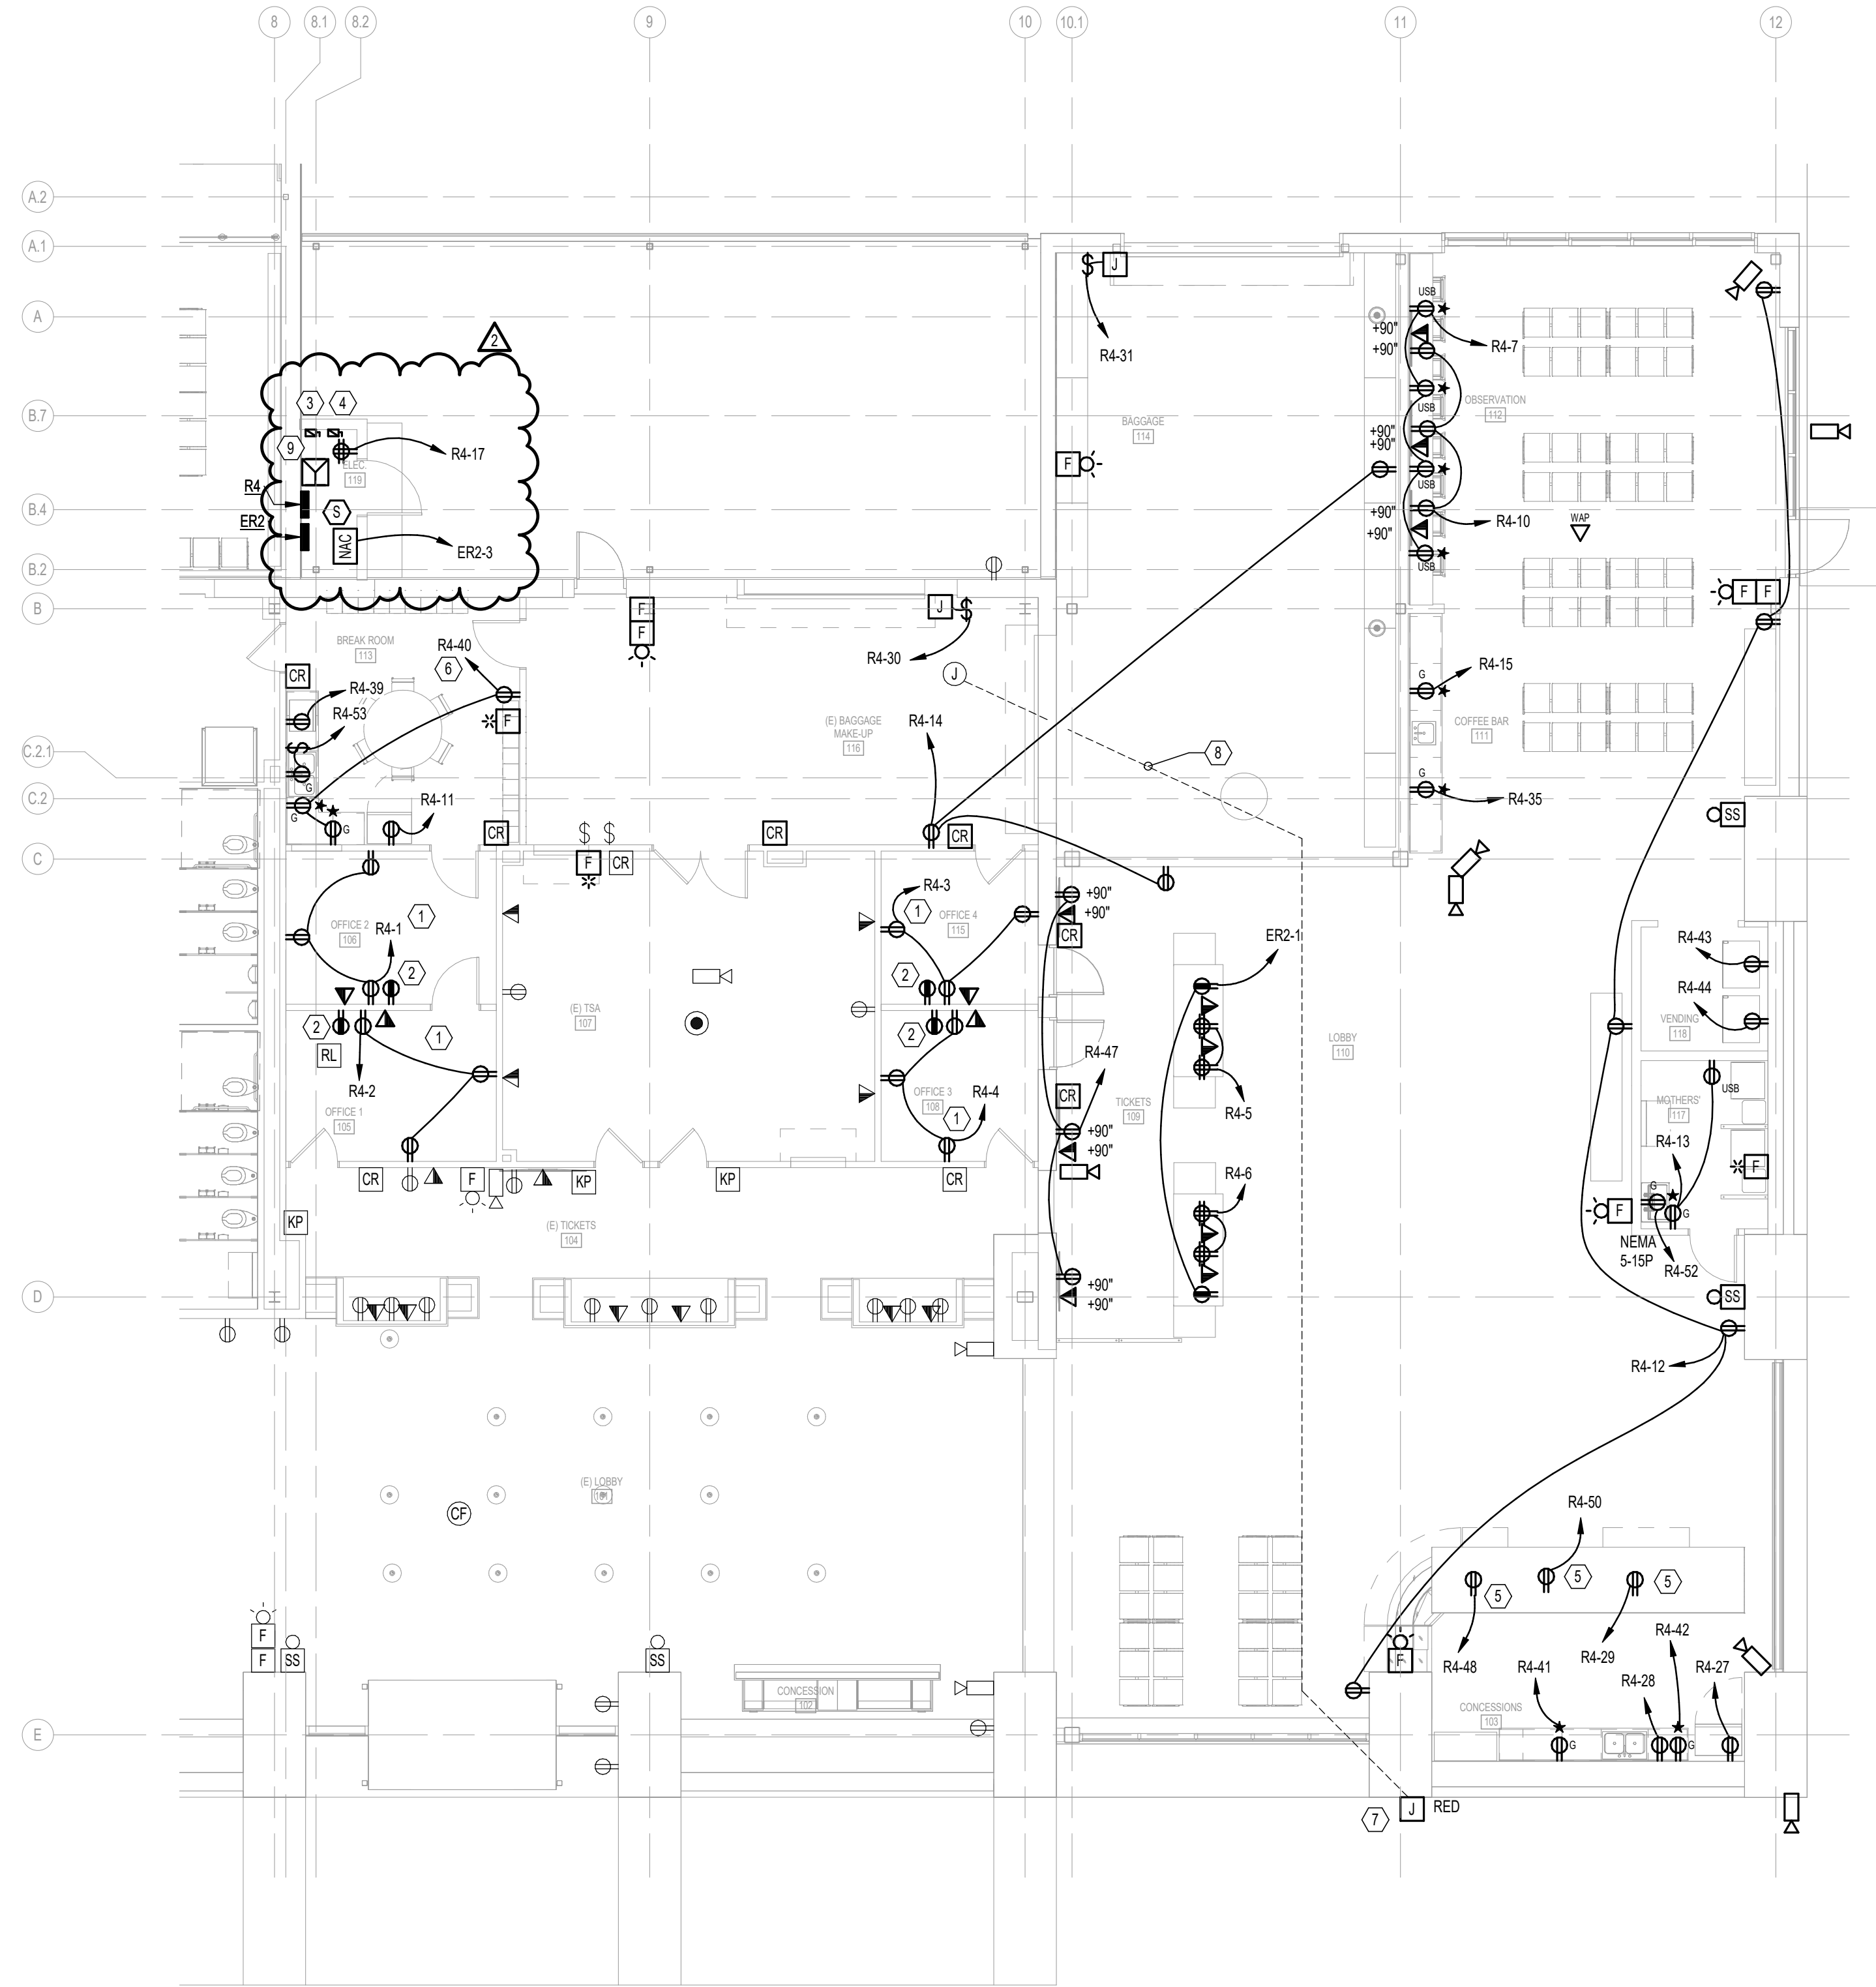 8
8.1
8.2
9
10
10.1
11
12
A.2
A.1
A
B.7
B.4
B.2
B
C.2.1
C.2
C
D
E
2
3
4
9
R4-17
ELEC.
119
R4
ER2
S
NAC
ER2-3
J
R4-31
BAGGAGE
114
F
USB
+90"
+90"
R4-7
USB
OBSERVATION
112
+90"
+90"
USB
+90"
+90"
R4-10
USB
WAP
F
F
BREAK ROOM
113
CR
R4-40
6
R4-39
R4-53
F
G
G
G
R4-11
CR
F
F
J
R4-30
J
(E) BAGGAGE
MAKE-UP
116
R4-14
8
G
R4-15
COFFEE BAR
111
G
R4-35
SS
$
$
CR
CR
F
CR
OFFICE 2
106
1
R4-1
2
2
1
RL
R4-2
OFFICE 1
105
(E) TSA
107
R4-3
1
OFFICE 4
115
2
2
OFFICE 3
108
R4-4
1
+90"
+90"
CR
ER2-1
R4-47
CR
TICKETS
109
R4-5
+90"
+90"
R4-6
+90"
+90"
LOBBY
110
R4-43
R4-44
VENDING
118
USB
MOTHERS'
117
R4-13
F
G
G
F
NEMA
5-15P
R4-52
SS
R4-12
CR
F
KP
KP
CR
KP
(E) TICKETS
104
(E) LOBBY
CF
F
F
SS
SS
CONCESSION
102
R4-50
5
5
5
F
R4-48
R4-29
R4-42
R4-41
R4-28
R4-27
CONCESSIONS
103
G
G
7
J
RED